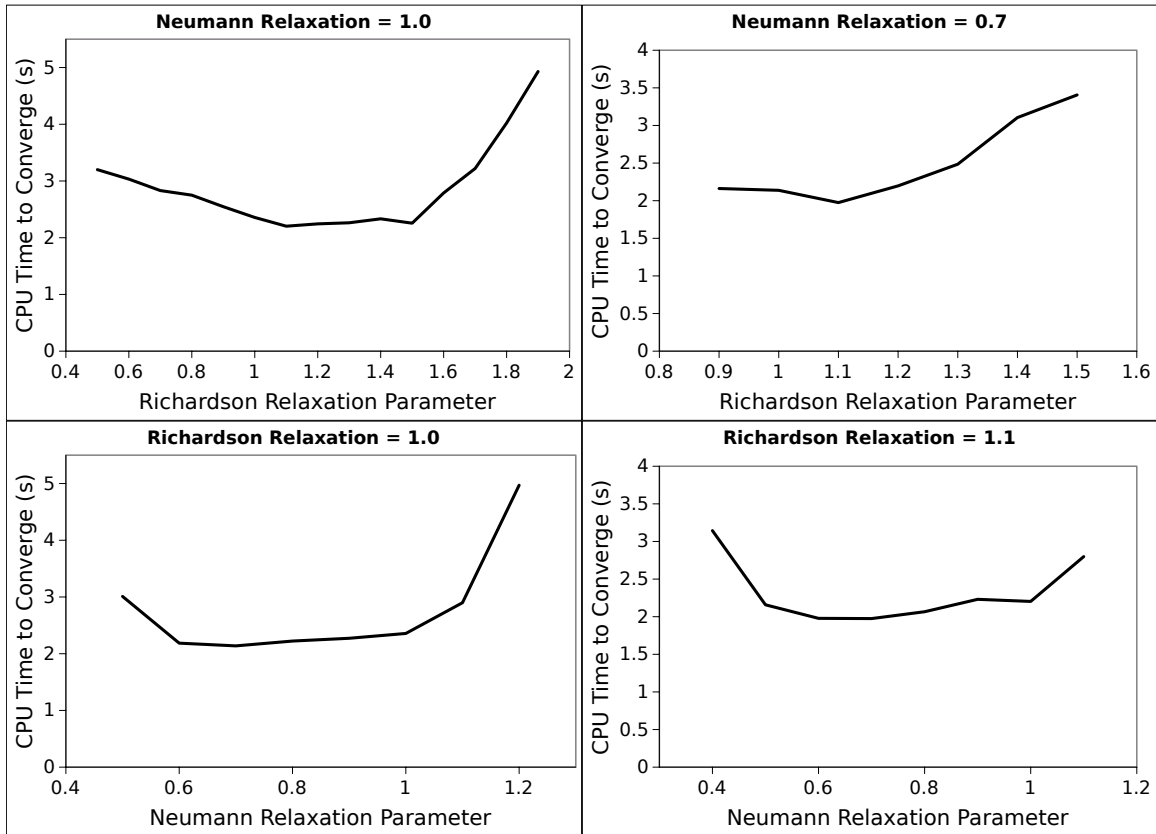 Neumann Relaxation = 1.0
CPU Time to Converge (s)
5
4
3
2
1
0
0.4 0.6 0.8 1 1.2 1.4 1.6 1.8 2
Richardson Relaxation Parameter
Neumann Relaxation = 0.7
CPU Time to Converge (s)
4
3.5
3
2.5
2
1.5
1
0.5
0
0.8 0.9 1 1.1 1.2 1.3 1.4 1.5 1.6
Richardson Relaxation Parameter
Richardson Relaxation = 1.0
CPU Time to Converge (s)
5
4
3
2
1
0
0.4 0.6 0.8 1 1.2
Neumann Relaxation Parameter
Richardson Relaxation = 1.1
CPU Time to Converge (s)
4
3.5
3
2.5
2
1.5
1
0.5
0
0.4 0.6 0.8 1 1.2
Neumann Relaxation Parameter